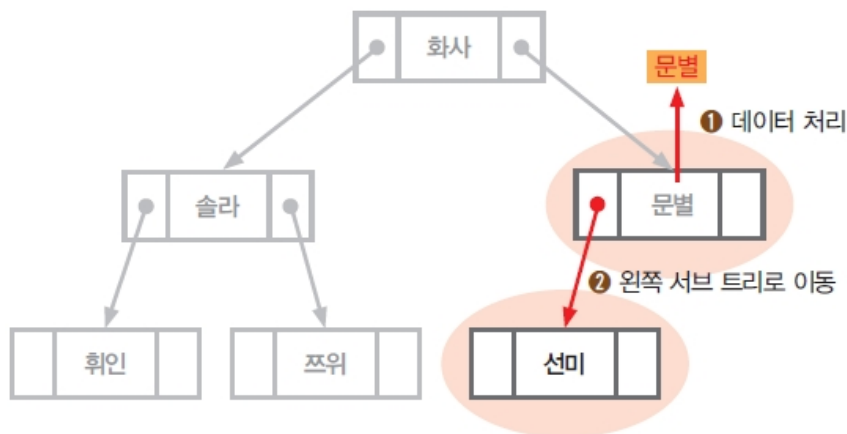 화사
문별
❶ 데이터 처리
솔라
문별
❷ 왼쪽 서브 트리로 이동
휘인
쯔위
선미